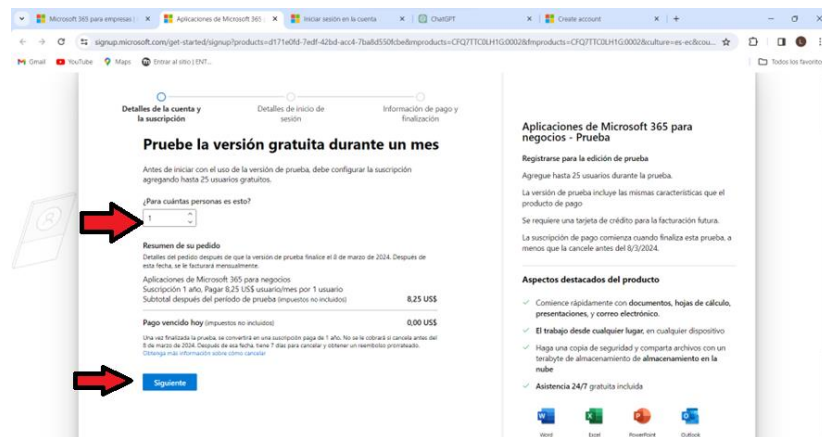 Microsoft 365 para empresas |
Aplicaciones de Microsoft 365
Iniciar sesión en la cuenta
ChatGPT
Create account
signup.microsoft.com/get-started/signup?products=d171e0fd-7edf-42bd-acc4-7ba8d550fcbe&mproducts=CFQ7TTC0LH1G:0002&fmproducts=CFQ7TTC0LH1G:0002&culture=es-ec&cou...
Gmail
YouTube
Maps
Entrar al sitio | ENT...
Todos los favorito
Detalles de la cuenta y
la suscripción
Detalles de inicio de
sesión
Información de pago y
finalización
Pruebe la versión gratuita durante un mes
Antes de iniciar con el uso de la versión de prueba, debe configurar la suscripción
agregando hasta 25 usuarios gratuitos.
¿Para cuántas personas es esto?
1
Resumen de su pedido
Detalles del pedido después de que la versión de prueba finalice el 8 de marzo de 2024. Después de
esta fecha, se le facturará mensualmente.
Aplicaciones de Microsoft 365 para negocios
Suscripción 1 año, Pagar 8,25 US$ usuario/mes por 1 usuario
Subtotal después del período de prueba (impuestos no incluidos) 8,25 US$
Pago vencido hoy (impuestos no incluidos) 0,00 US$
Una vez finalizada la prueba, se convertirá en una suscripción paga de 1 año. No se le cobrará si cancela antes del
8 de marzo de 2024. Después de esa fecha, tiene 7 días para cancelar y obtener un reembolso prorrateado.
Obtenga más información sobre cómo cancelar
Siguiente
Aplicaciones de Microsoft 365 para
negocios - Prueba
Registrarse para la edición de prueba
Agregue hasta 25 usuarios durante la prueba.
La versión de prueba incluye las mismas características que el
producto de pago
Se requiere una tarjeta de crédito para la facturación futura.
La suscripción de pago comienza cuando finaliza esta prueba, a
menos que la cancele antes del 8/3/2024.
Aspectos destacados del producto
Comience rápidamente con documentos, hojas de cálculo,
presentaciones, y correo electrónico.
El trabajo desde cualquier lugar, en cualquier dispositivo
Haga una copia de seguridad y comparta archivos con un
terabyte de almacenamiento de almacenamiento en la
nube
Asistencia 24/7 gratuita incluida
Word
Excel
PowerPoint
Outlook